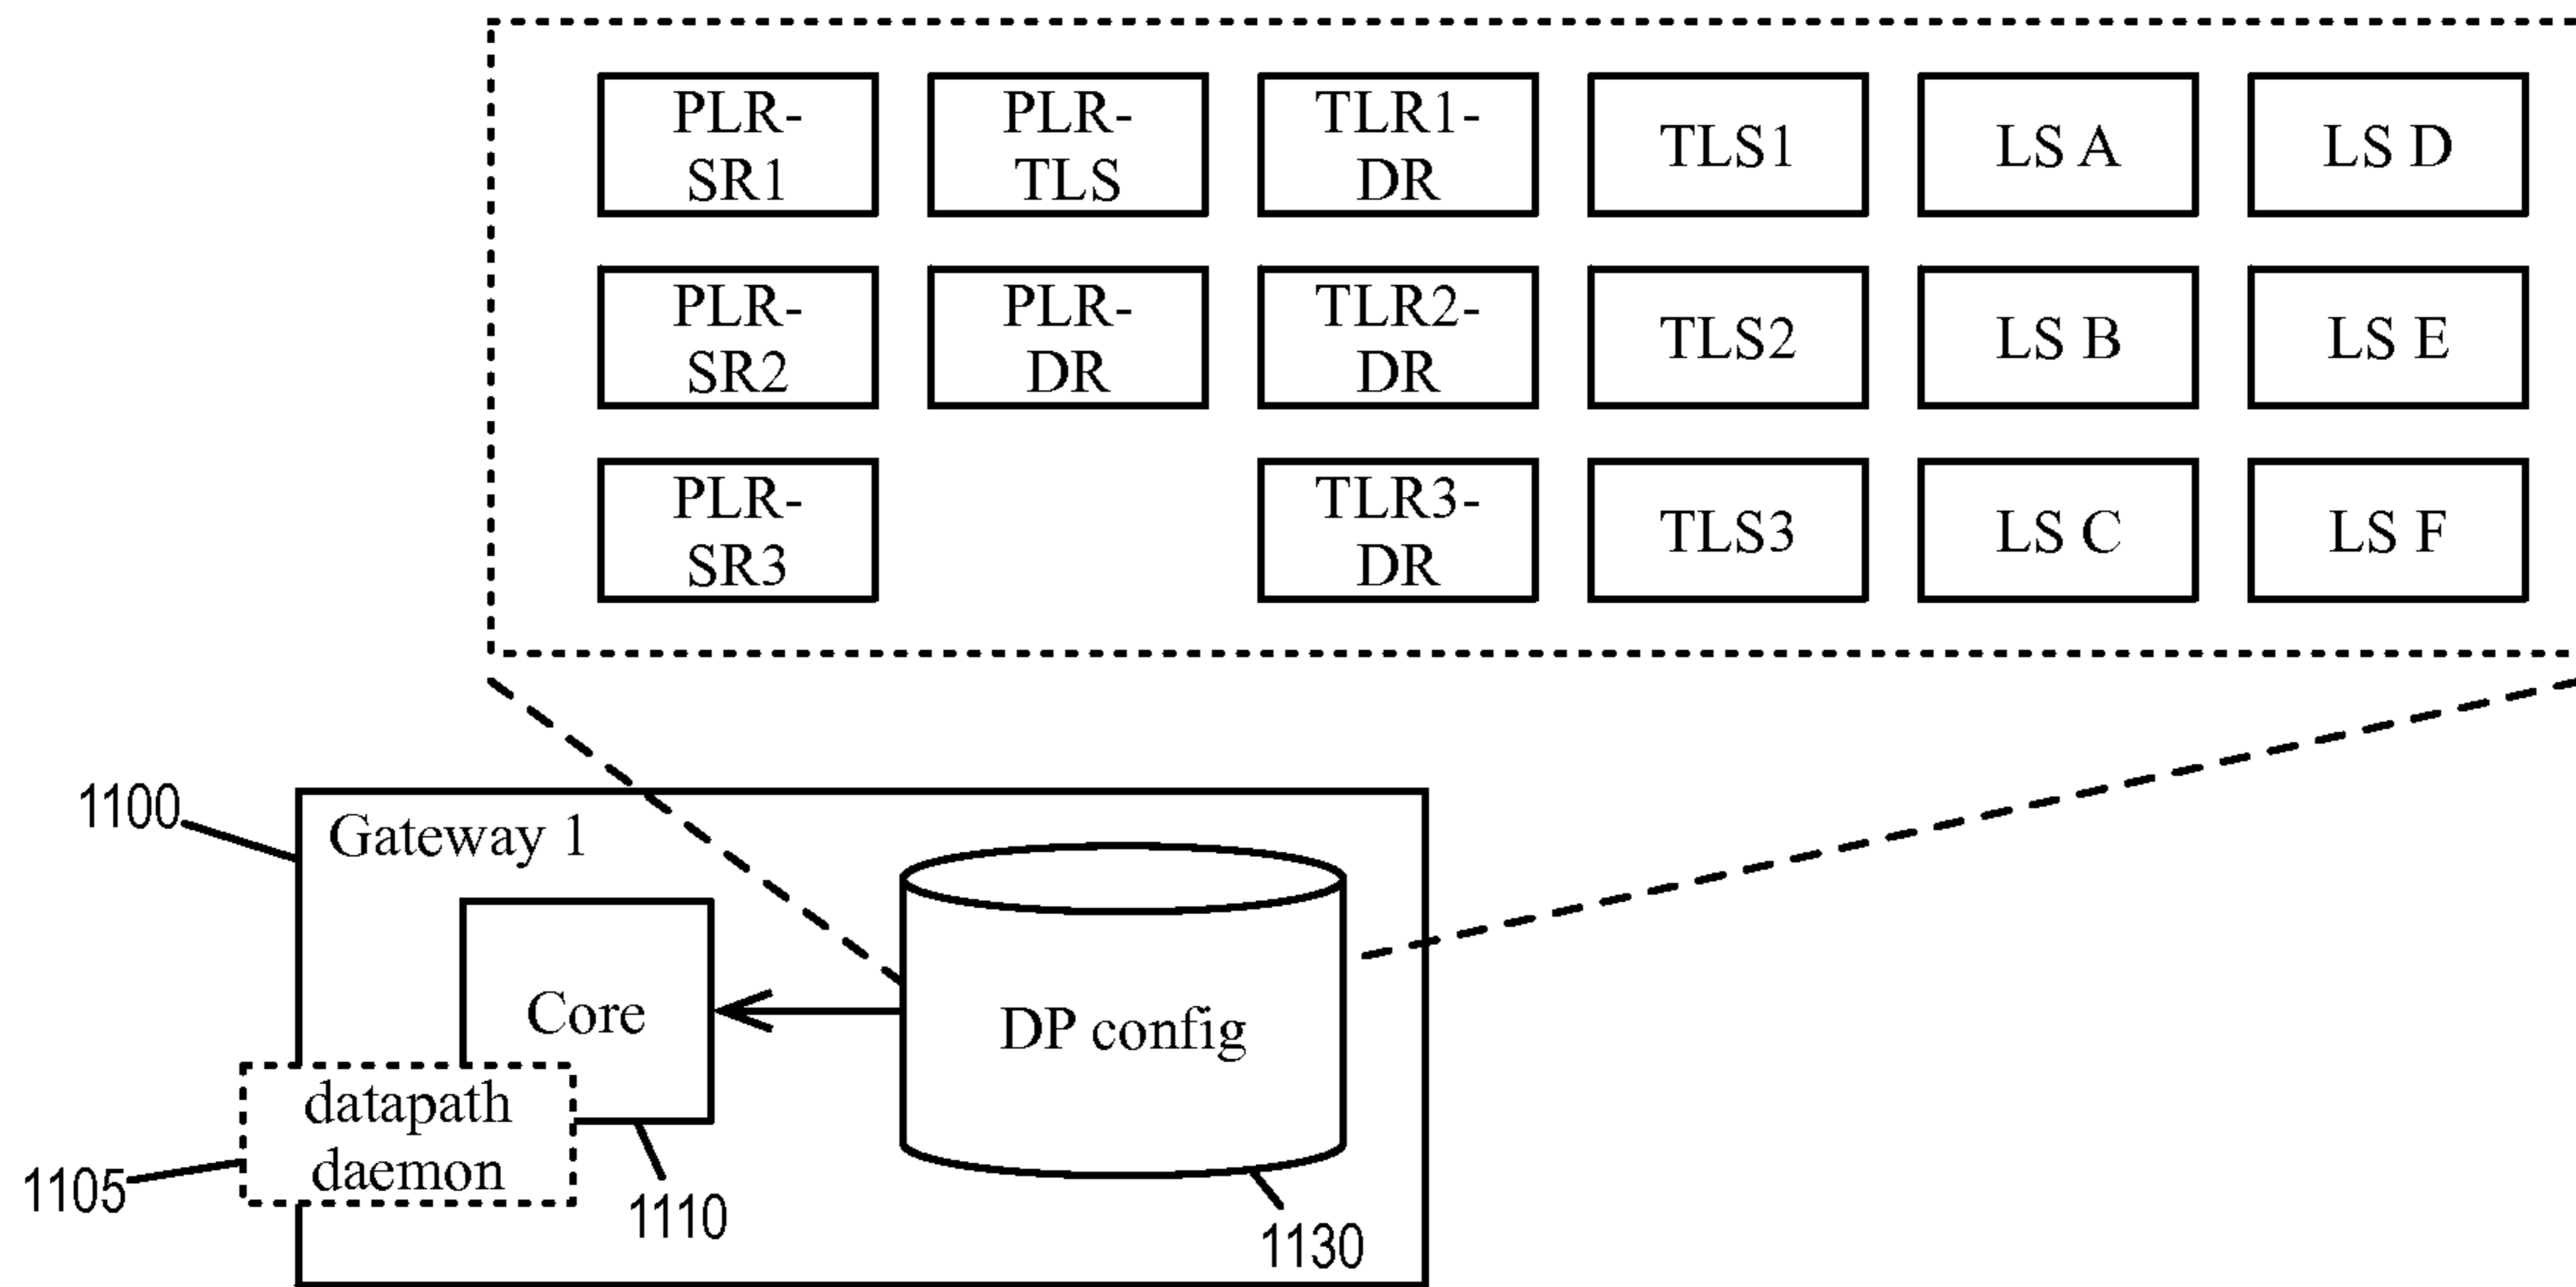 PLR-
SR1
PLR-
TLS
TLR1-
DR
TLS1
LS A
LS D
PLR-
SR2
PLR-
DR
TLR2-
DR
TLS2
LS B
LS E
PLR-
SR3
TLR3-
DR
TLS3
LS C
LS F
1100
Gateway 1
Core
DP config
datapath
daemon
1105
1110
1130